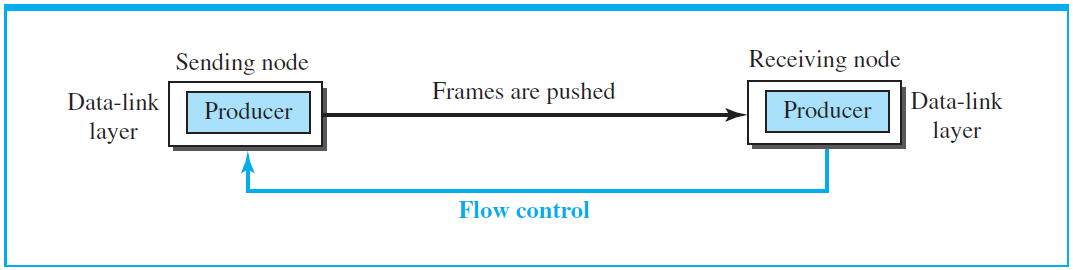 Sending node
Receiving node
Data-link
layer
Producer
Frames are pushed
Producer
Data-link
layer
Flow control